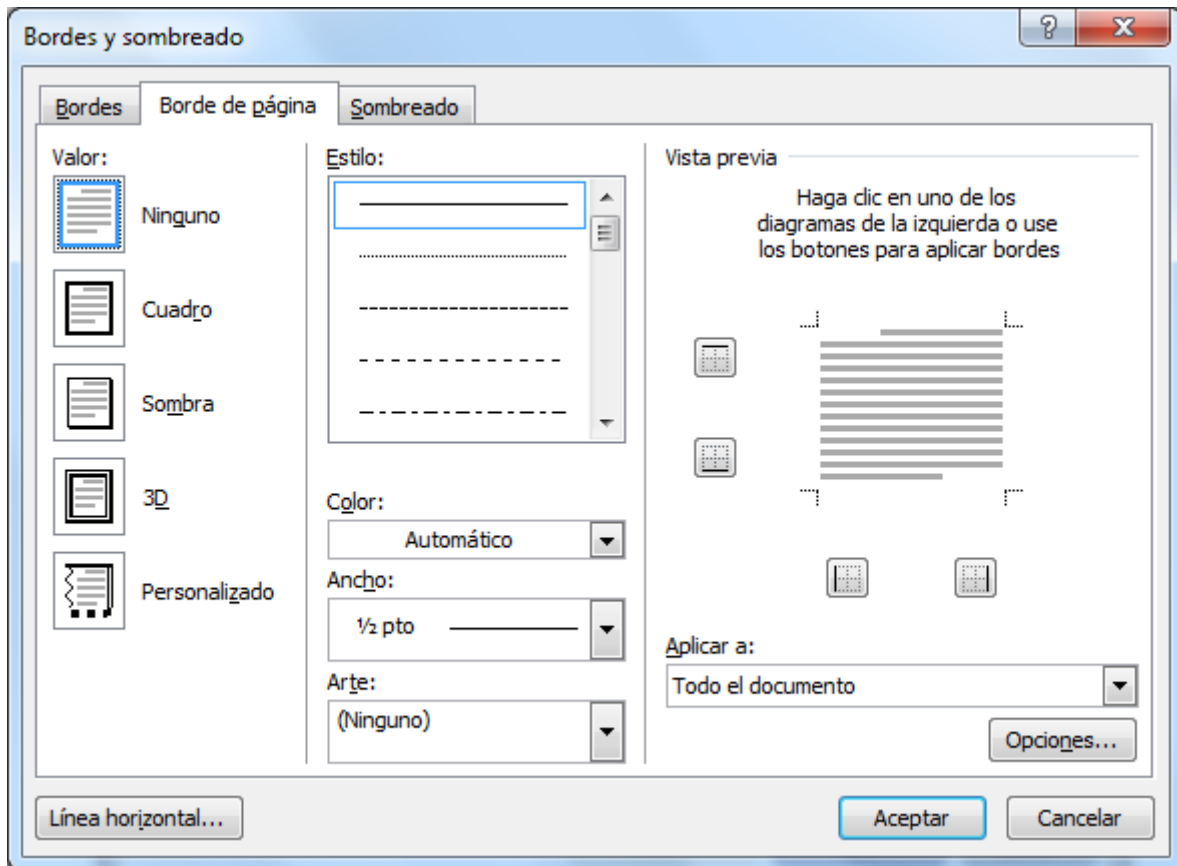 Bordes y sombreado
Bordes
Borde de página
Sombreado
Valor:
Ninguno
Cuadro
Sombra
3D
Personalizado
Estilo:
Color:
Automático
Ancho:
½ pto
Arte:
(Ninguno)
Vista previa
Haga clic en uno de los
diagramas de la izquierda o use
los botones para aplicar bordes
Aplicar a:
Todo el documento
Opciones...
Línea horizontal...
Aceptar
Cancelar